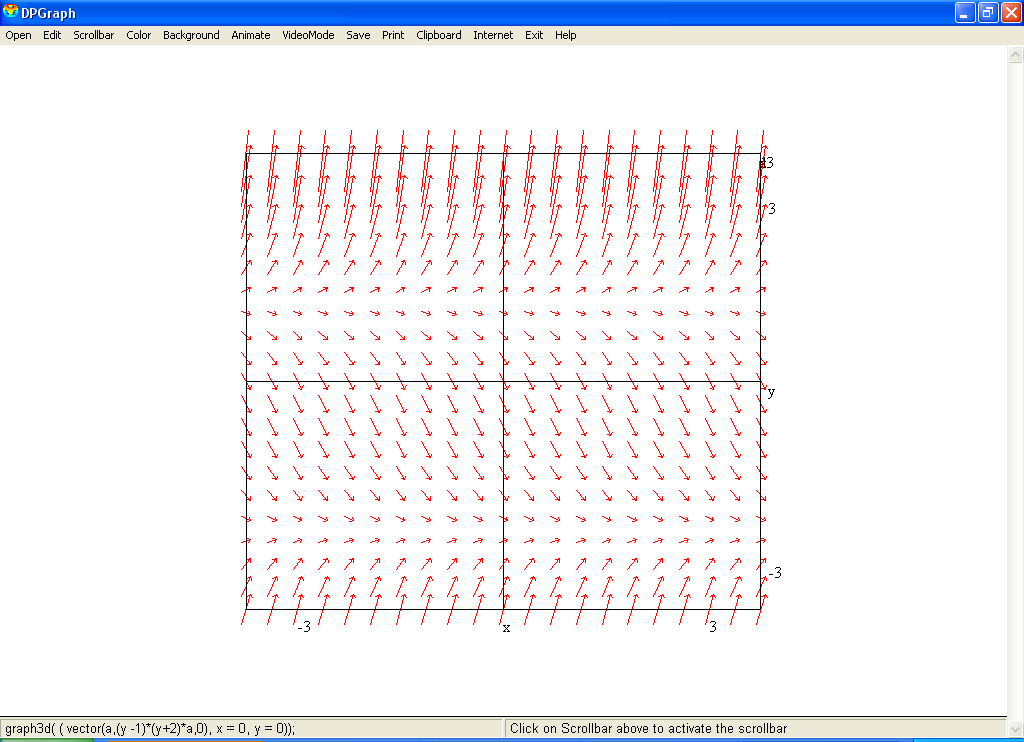 DPGraph
Open Edit Scrollbar Color Background Animate VideoMode Save Print Clipboard Internet Exit Help
3
3
y
-3
-3 x 3
graph3d( ( vector(a,(y -1)*(y+2)*a,0), x = 0, y = 0)); Click on Scrollbar above to activate the scrollbar